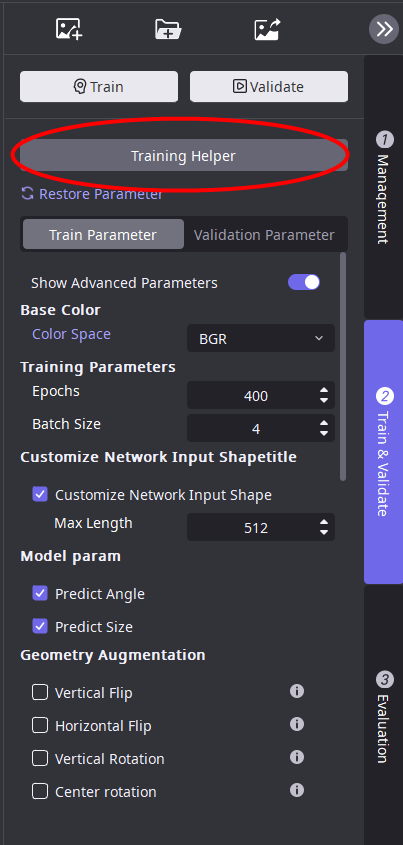 Train
Validate
Training Helper
Restore Parameter
Train Parameter
Validation Parameter
Show Advanced Parameters
Base Color
Color Space
BGR
Training Parameters
Epochs
400
Batch Size
4
Customize Network Input Shapetitle
Customize Network Input Shape
Max Length
512
Model param
Predict Angle
Predict Size
Geometry Augmentation
Vertical Flip
Horizontal Flip
Vertical Rotation
Center rotation
1
Manaqement
2
Train & Validate
3
Evaluation